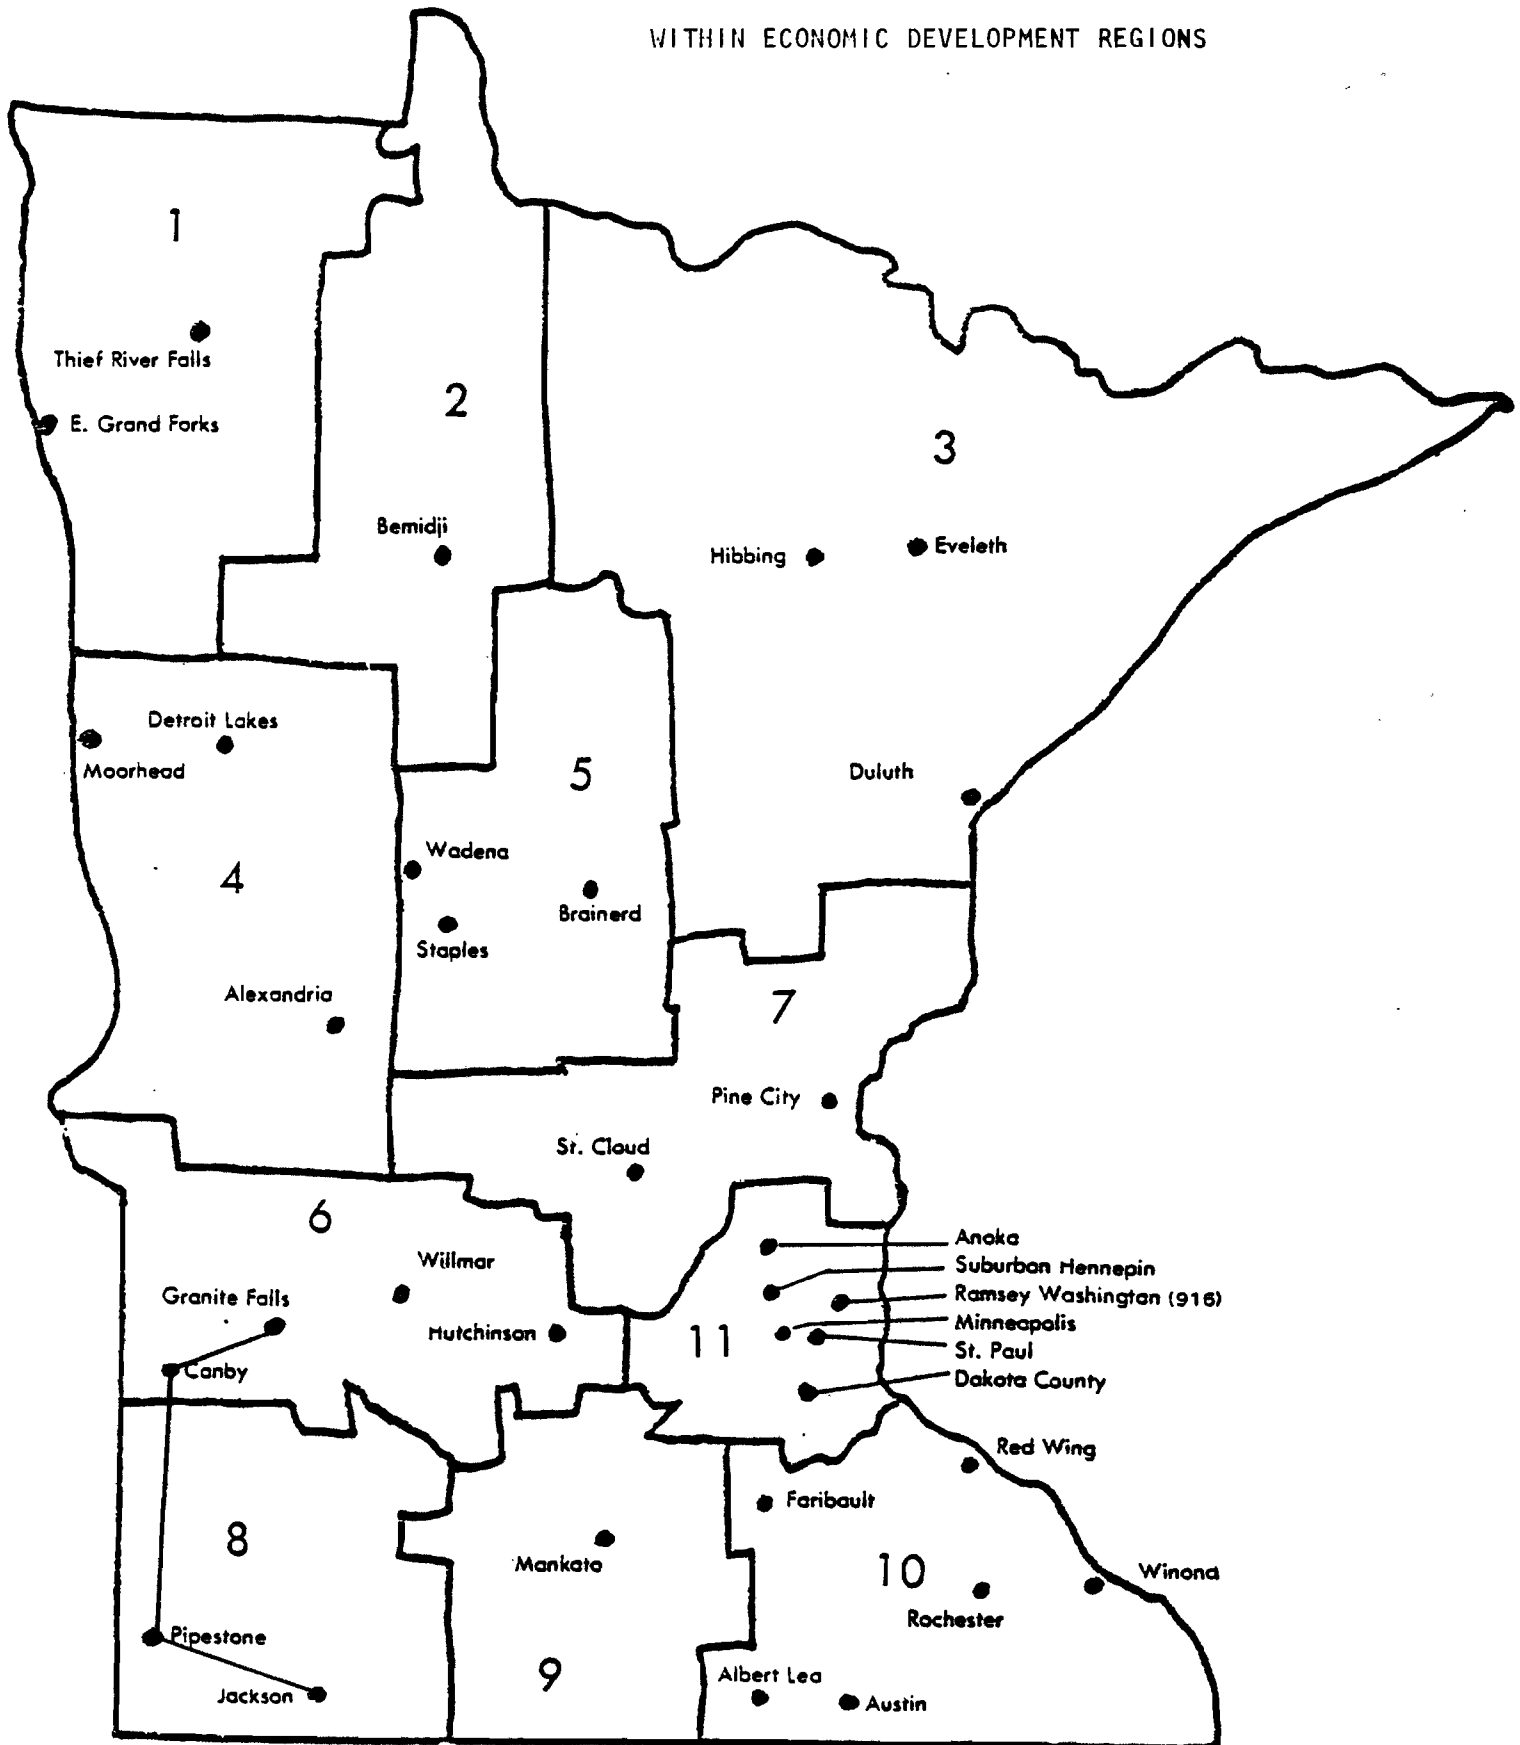 WITHIN ECONOMIC DEVELOPMENT REGIONS
1
Thief River Falls
2
E. Grand Forks
3
Bemidji
Hibbing
Eveleth
Detroit Lakes
Moorhead
5
Duluth
Wadena
4
Brainerd
Staples
Alexandria
7
Pine City
St. Cloud
6
Anoka
Willmar
Suburban Hennepin
Granite Falls
Ramsey Washington (916)
Minneapolis
Hutchinson
11
St. Paul
Canby
Dakota County
Red Wing
Faribault
8
Mankato
10
Winona
Rochester
Pipestone
9
Albert Lea
Jackson
Austin